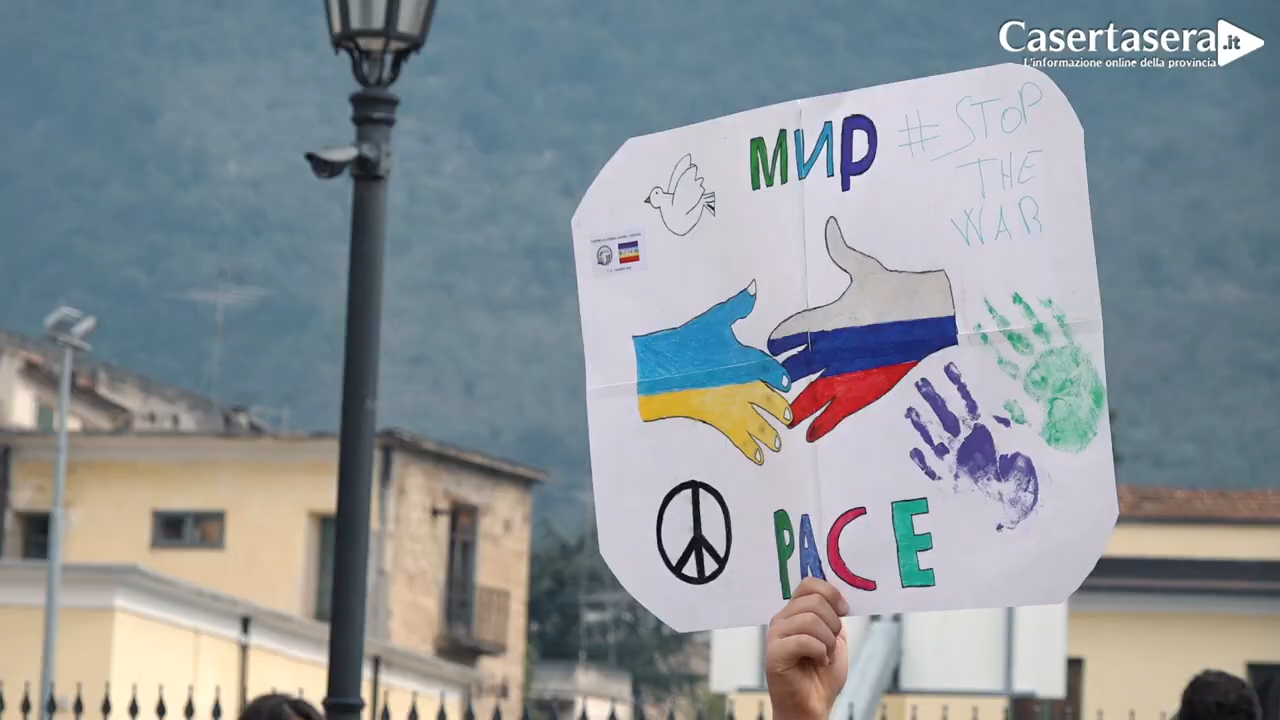 Casertasera.it
L'informazione online della provincia
мир
# STOP
THE
WAR
PACE